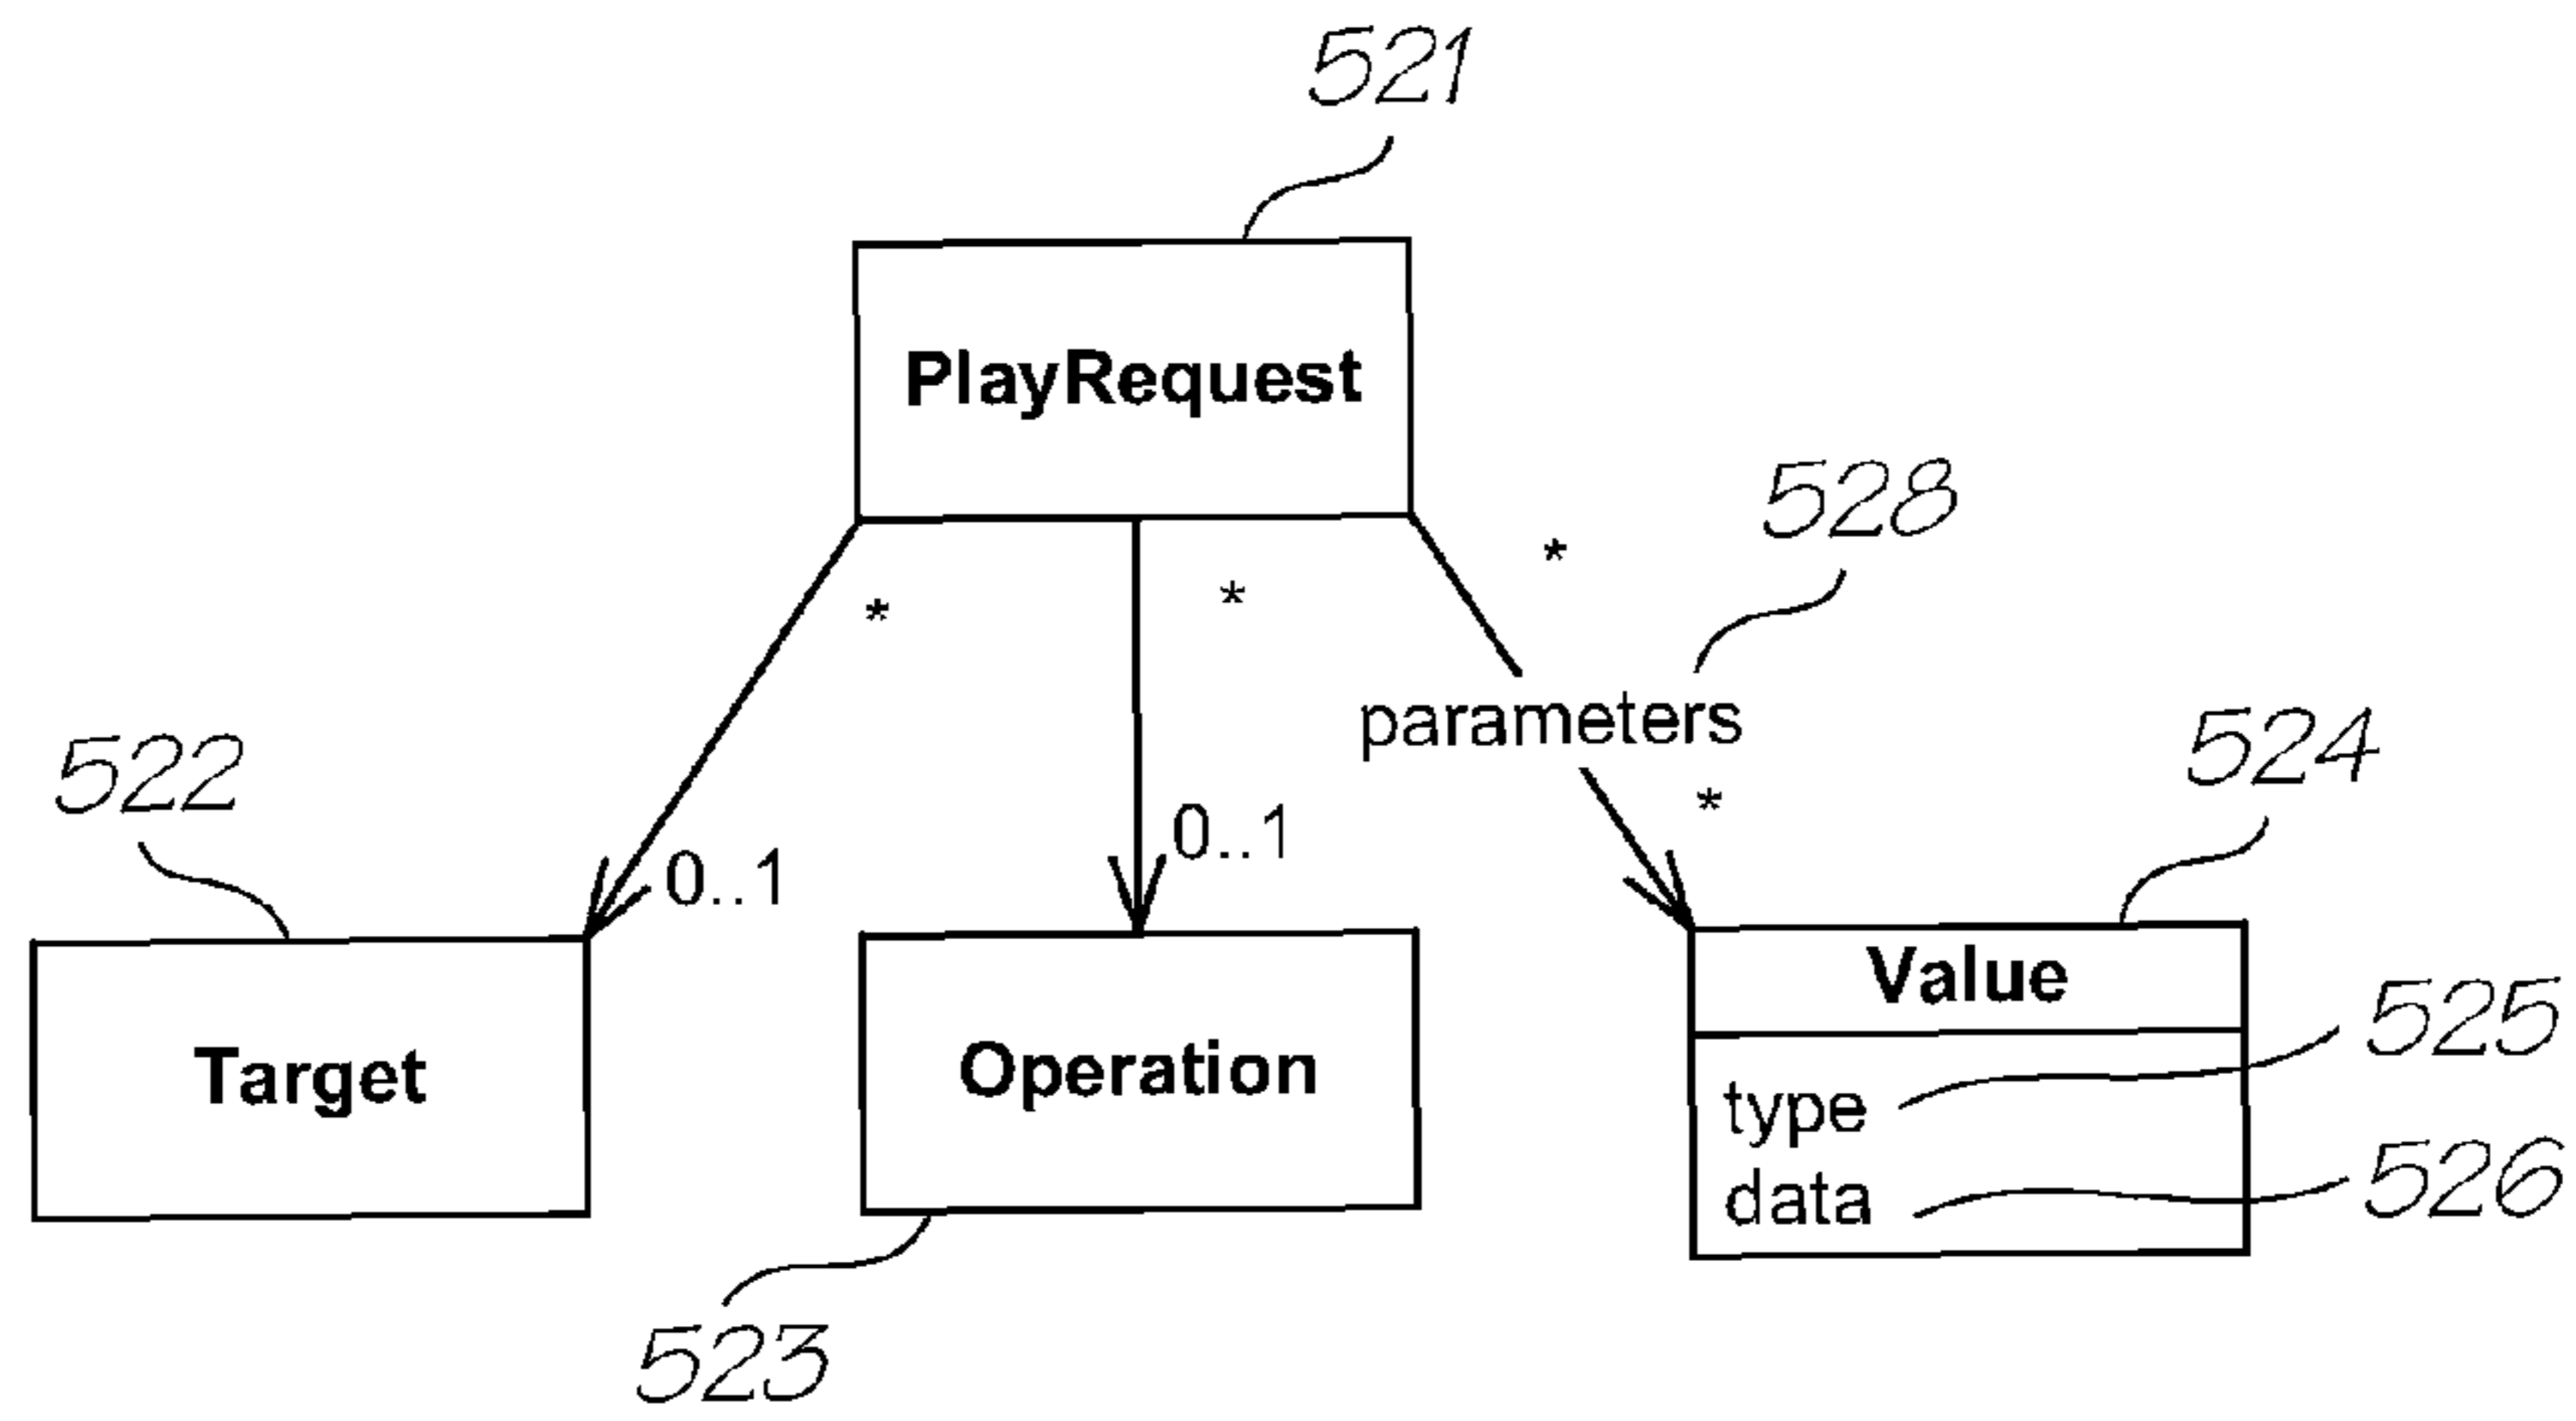 521
PlayRequest
528
*
*
*
parameters
522
524
*
0..1
0..1
Value
525
Target
Operation
type
data
526
523